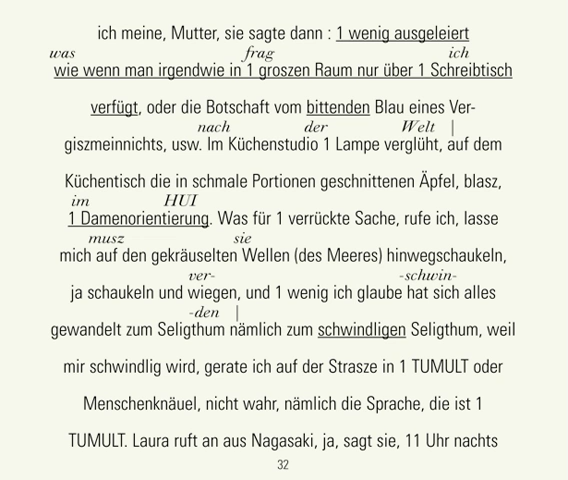 ich meine, Mutter, sie sagte dann : 1 wenig ausgeleiert
was frag ich
wie wenn man irgendwie in 1 groszen Raum nur über 1 Schreibtisch
verfügt, oder die Botschaft vom bittenden Blau eines Ver-
nach der Welt |
giszmeinnichts, usw. Im Küchenstudio 1 Lampe verglüht, auf dem
Küchentisch die in schmale Portionen geschnittenen Äpfel, blasz,
im HUI
1 Damenorientierung. Was für 1 verrückte Sache, rufe ich, lasse
musz sie
mich auf den gekräuselten Wellen (des Meeres) hinwegschaukeln,
ver- -schwin-
ja schaukeln und wiegen, und 1 wenig ich glaube hat sich alles
-den |
gewandelt zum Seligthum nämlich zum schwindligen Seligthum, weil
mir schwindlig wird, gerate ich auf der Strasze in 1 TUMULT oder
Menschenknäuel, nicht wahr, nämlich die Sprache, die ist 1
TUMULT. Laura ruft an aus Nagasaki, ja, sagt sie, 11 Uhr nachts
32